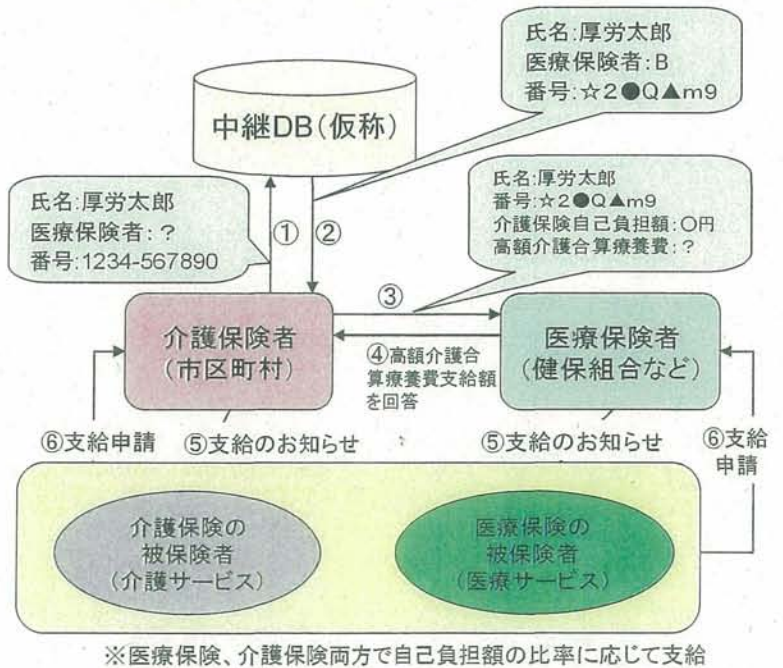 氏名:厚労太郎
医療保険者:B
番号:☆2●Q▲m9
中継DB(仮称)
氏名:厚労太郎
医療保険者:?
番号:1234-567890
①
②
氏名:厚労太郎
番号:☆2●Q▲m9
介護保険自己負担額:〇円
高額介護合算療養費:?
③
介護保険者
(市区町村)
④高額介護合
算療養費支給額
を回答
医療保険者
(健保組合など)
⑥支給申請
⑤支給のお知らせ
⑤支給のお知らせ
⑥支給
申請
介護保険の
被保険者
(介護サービス)
医療保険の
被保険者
(医療サービス)
※医療保険、介護保険両方で自己負担額の比率に応じて支給